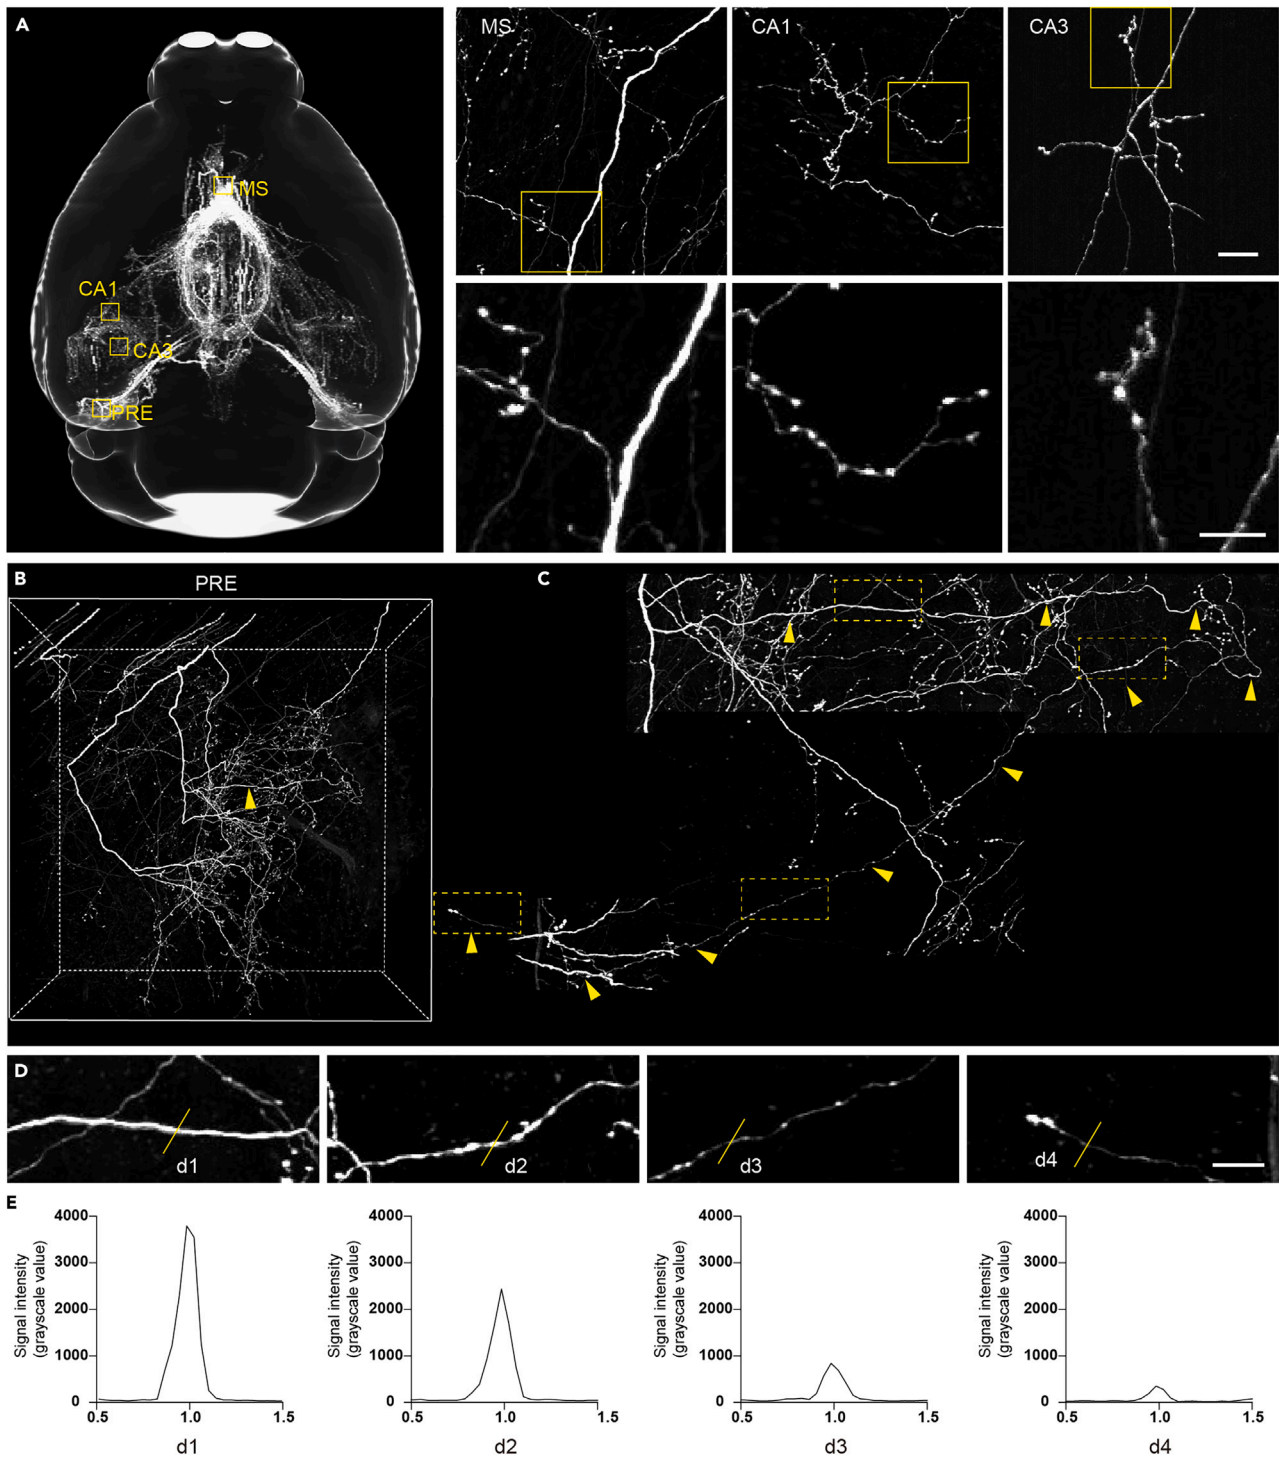 A
MS
CA1
CA3
PRE
MS
CA1
CA3
B
PRE
C
D
d1
d2
d3
d4
E
Signal intensity
(grayscale value)
4000
3000
2000
1000
0
0.5
1.0
1.5
d1
Signal intensity
(grayscale value)
4000
3000
2000
1000
0
0.5
1.0
1.5
d2
Signal intensity
(grayscale value)
4000
3000
2000
1000
0
0.5
1.0
1.5
d3
Signal intensity
(grayscale value)
4000
3000
2000
1000
0
0.5
1.0
1.5
d4